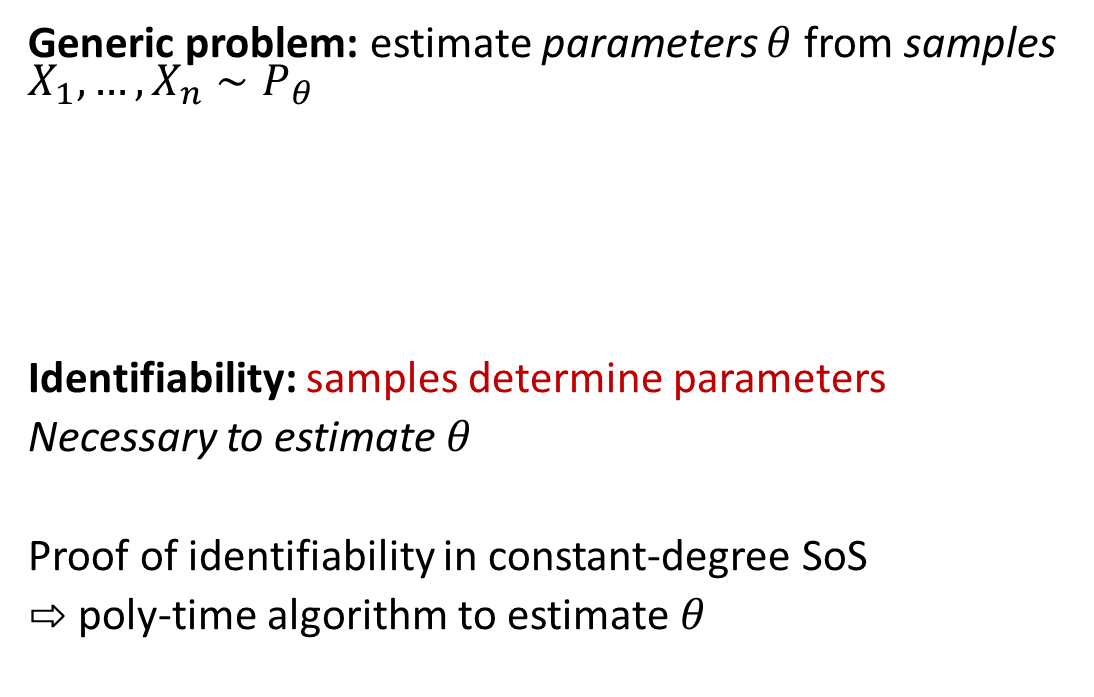 Generic problem: estimate parameters θ from samples
X₁, … , Xₙ ~ P_θ
Identifiability: samples determine parameters
Necessary to estimate θ
Proof of identifiability in constant-degree SoS
⇨ poly-time algorithm to estimate θ